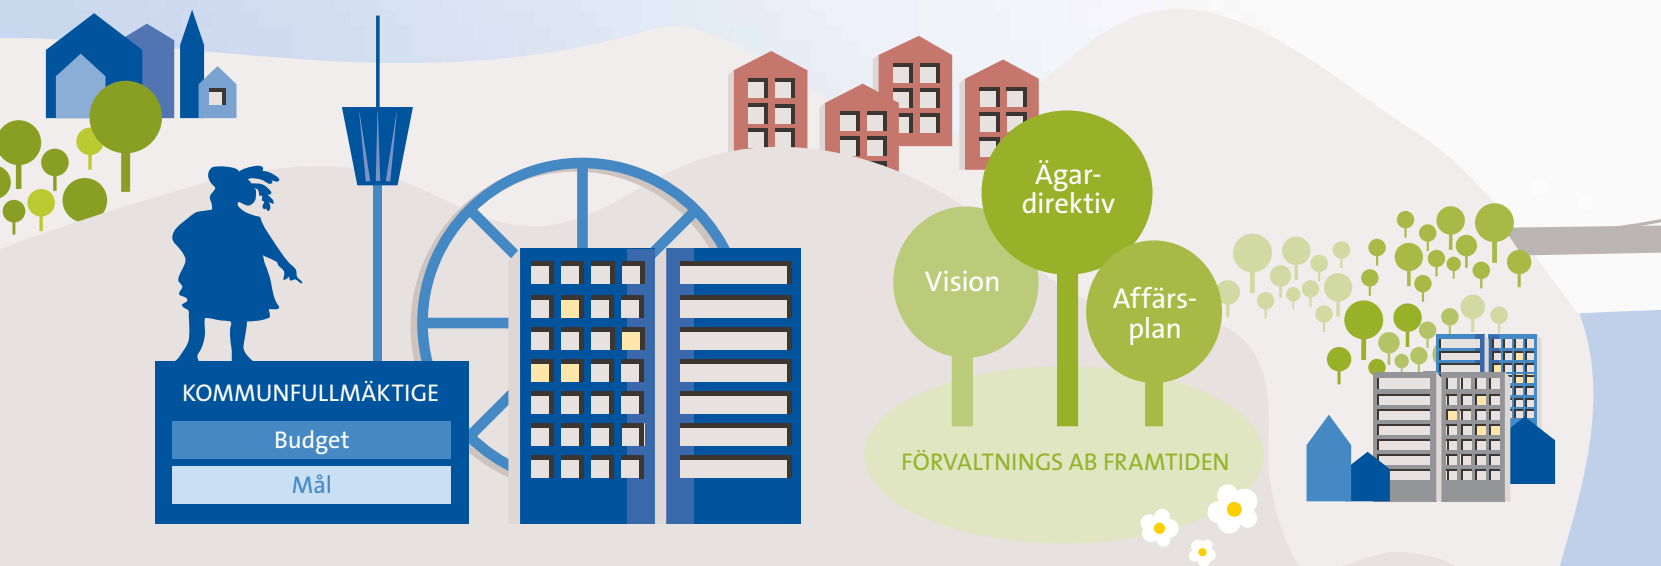 KOMMUNFULLMÄKTIGE
Budget
Mål
Vision
Ägar-
direktiv
Affärs-
plan
FÖRVALTNINGS AB FRAMTIDEN